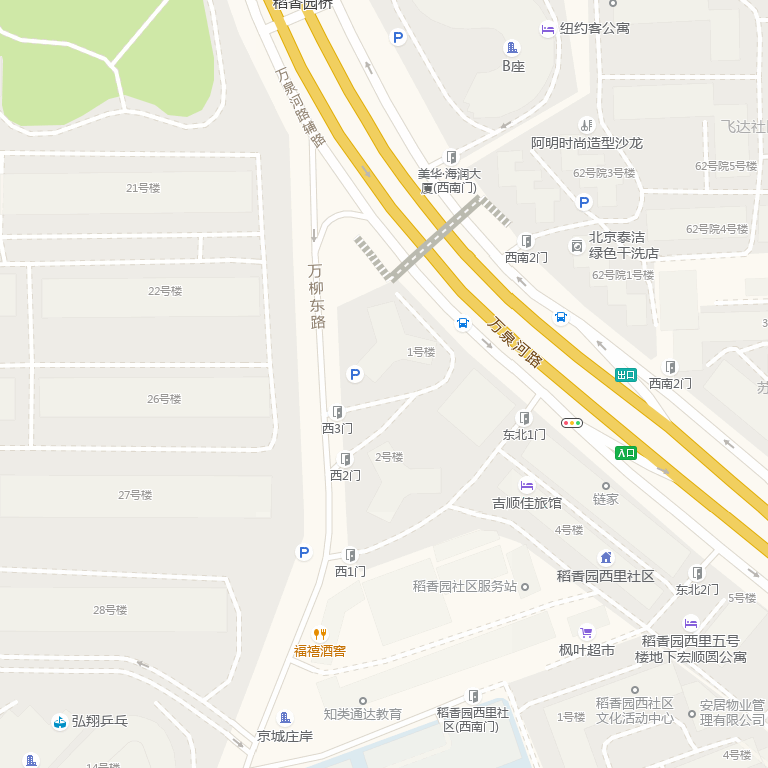 稻香园桥
纽约客公寓
P
B座
万泉河路辅路
飞达社
阿明时尚造型沙龙
美华·海润大
厦(西南门)
62号院3号楼
62号院5号楼
21号楼
P
62号院4号楼
北京泰洁
绿色干洗店
西南2门
62号院1号楼
万柳东路
22号楼
万泉河路
1号楼
P
出口
西南2门
26号楼
西3门
东北1门
入口
2号楼
西2门
27号楼
吉顺佳旅馆
链家
4号楼
P
西1门
稻香园西里社区
稻香园社区服务站
东北2门
5号楼
28号楼
福禧酒窖
枫叶超市
稻香园西里五号
楼地下宏顺圆公寓
知类通达教育
稻香园西里社
区(西南门)
稻香园西社区
文化活动中心
1号楼
安居物业管
理有限公司
弘翔乒乓
京城庄岸
4号楼
14号楼